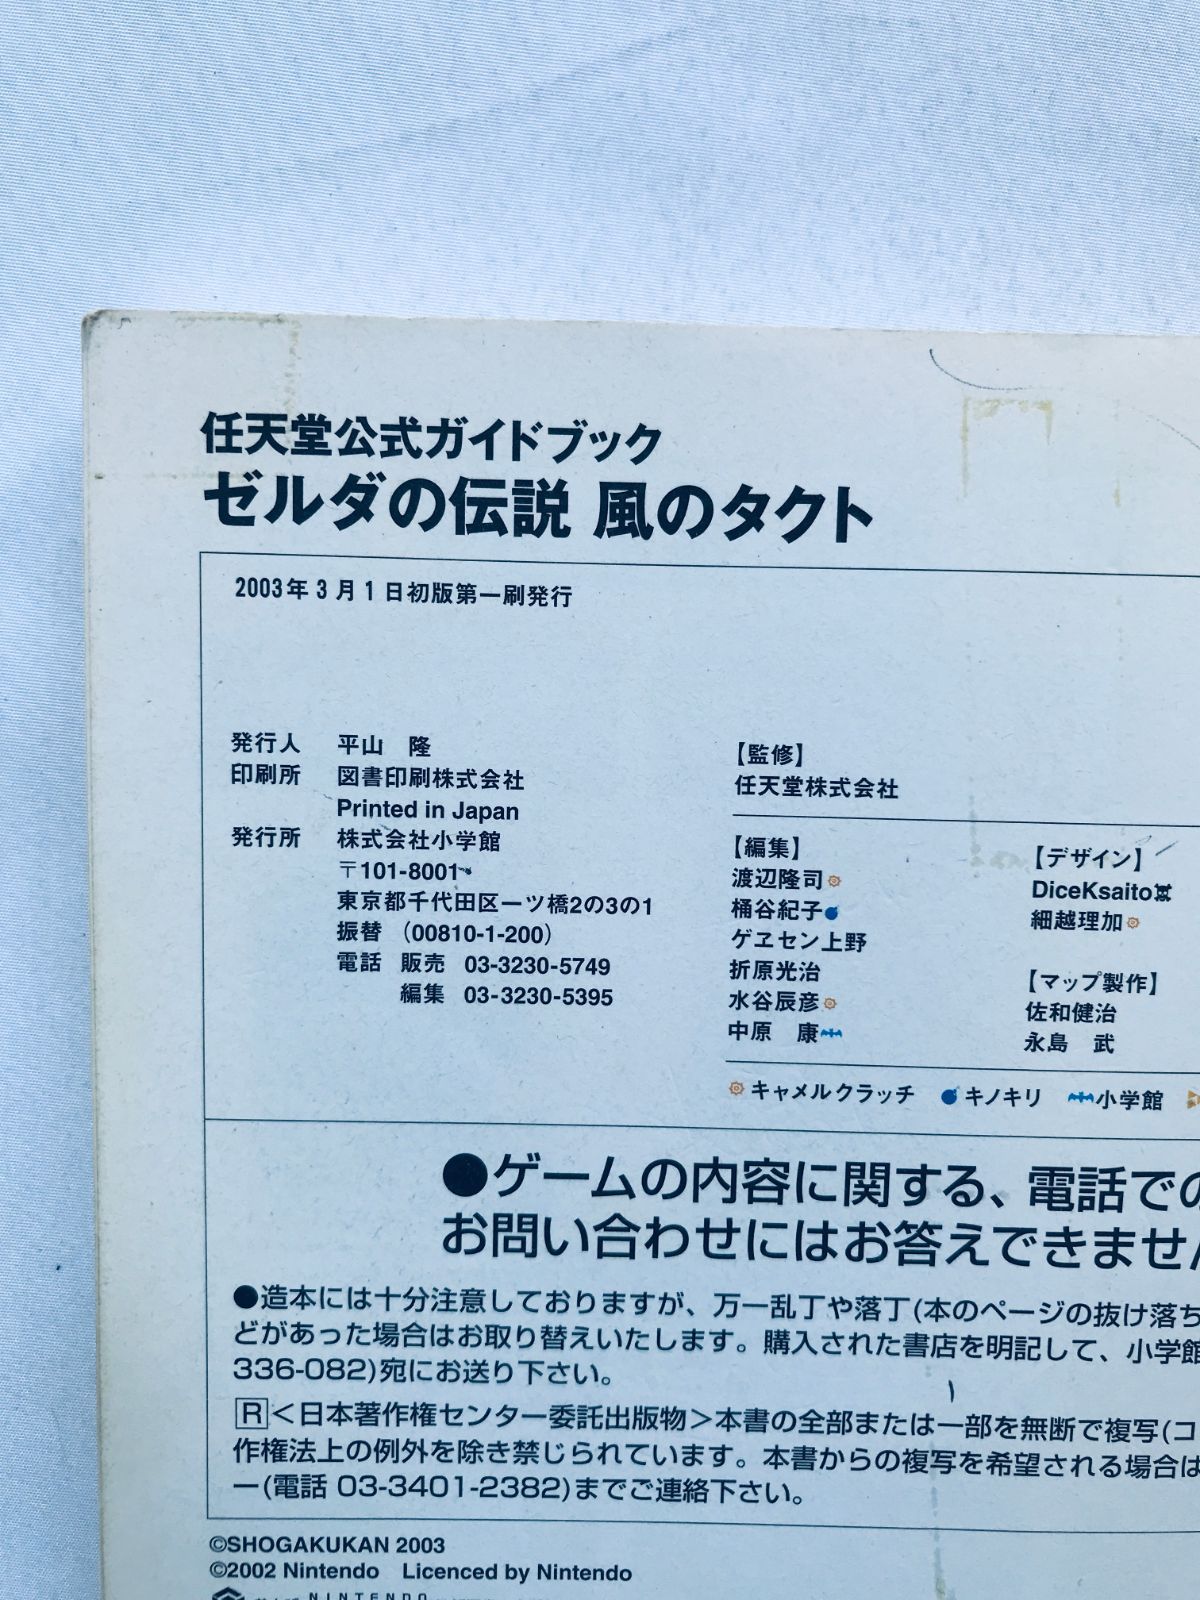 任天堂公式ガイドブック
ゼルダの伝説 風のタクト
2003年3月1日初版第一刷発行
発行人 平山 隆
印刷所 図書印刷株式会社
Printed in Japan
発行所 株式会社小学館
〒101-8001
東京都千代田区一ツ橋2の3の1
振替 (00810-1-200)
電話 販売 03-3230-5749
編集 03-3230-5395
【監修】
任天堂株式会社
【編集】
渡辺隆司
桶谷紀子
ゲヱセン上野
折原光治
水谷辰彦
中原 康
【デザイン】
DiceKsaito
細越理加
【マップ製作】
佐和健治
永島 武
キャメルクラッチ キノキリ 小学館
●ゲームの内容に関する、電話での
お問い合わせにはお答えできませ
●造本には十分注意しておりますが、万一乱丁や落丁(本のページの抜け落ち
どがあった場合はお取り替えいたします。購入された書店を明記して、小学館
336-082)宛にお送り下さい。
R<日本著作権センター委託出版物>本書の全部または一部を無断で複写(コ
作権法上の例外を除き禁じられています。本書からの複写を希望される場合は
ー(電話 03-3401-2382)までご連絡下さい。
©SHOGAKUKAN 2003
©2002 Nintendo Licenced by Nintendo
NINTENDO